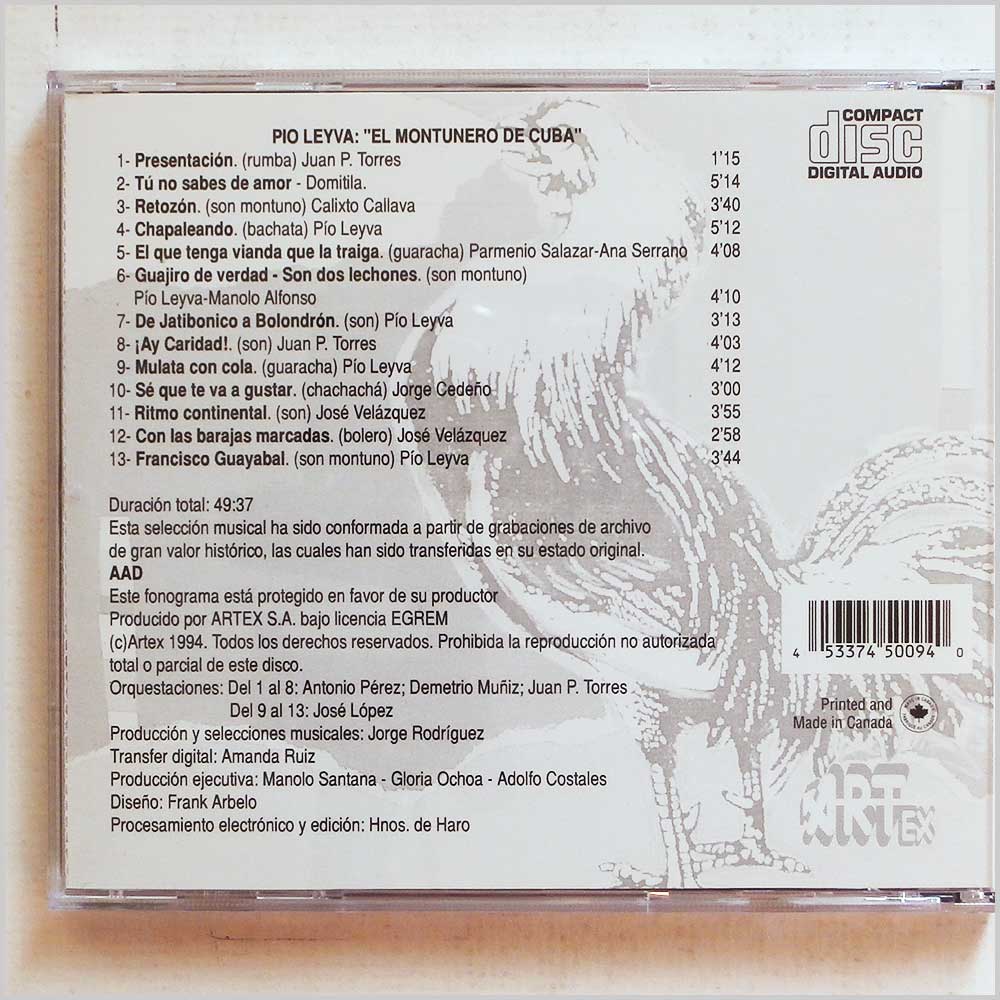 PIO LEYVA: "EL MONTUNERO DE CUBA"
COMPACT
disc
DIGITAL AUDIO
1- Presentación. (rumba) Juan P. Torres 1'15
2- Tú no sabes de amor - Domitila. 5'14
3- Retozón. (son montuno) Calixto Callava 3'40
4- Chapaleando. (bachata) Pío Leyva 5'12
5- El que tenga vianda que la traiga. (guaracha) Parmenio Salazar-Ana Serrano 4'08
6- Guajiro de verdad - Son dos lechones. (son montuno)
Pío Leyva-Manolo Alfonso 4'10
7- De Jatibonico a Bolondrón. (son) Pío Leyva 3'13
8- ¡Ay Caridad!. (son) Juan P. Torres 4'03
9- Mulata con cola. (guaracha) Pío Leyva 4'12
10- Sé que te va a gustar. (chachachá) Jorge Cedeño 3'00
11- Ritmo continental. (son) José Velázquez 3'55
12- Con las barajas marcadas. (bolero) José Velázquez 2'58
13- Francisco Guayabal. (son montuno) Pío Leyva 3'44
Duración total: 49:37
Esta selección musical ha sido conformada a partir de grabaciones de archivo
de gran valor histórico, las cuales han sido transferidas en su estado original.
AAD
Este fonograma está protegido en favor de su productor
Producido por ARTEX S.A. bajo licencia EGREM
(c)Artex 1994. Todos los derechos reservados. Prohibida la reproducción no autorizada
total o parcial de este disco.
Orquestaciones: Del 1 al 8: Antonio Pérez; Demetrio Muñiz; Juan P. Torres
Del 9 al 13: José López
Producción y selecciones musicales: Jorge Rodríguez
Transfer digital: Amanda Ruiz
Producción ejecutiva: Manolo Santana - Gloria Ochoa - Adolfo Costales
Diseño: Frank Arbelo
Procesamiento electrónico y edición: Hnos. de Haro
4 53374 50094 0
Printed and
Made in Canada
ARTEX